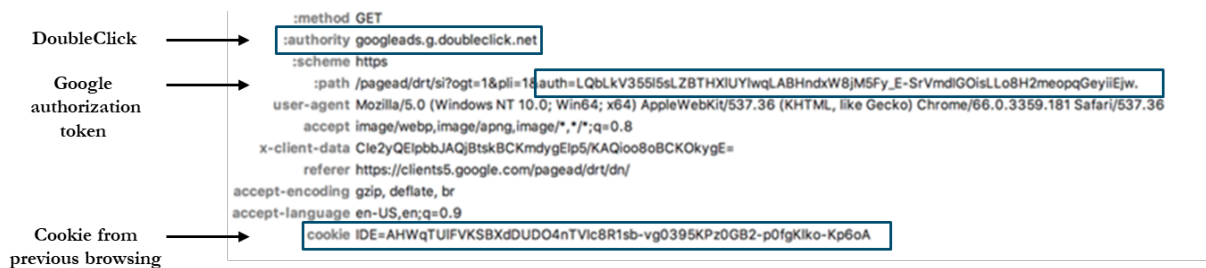 :method GET
DoubleClick
:authority googleads.g.doubleclick.net
:scheme https
Google
authorization
token
:path /pagead/drt/si?ogt=1&pli=1&auth=LQbLkV355l5sLZBTHXlUYlwqLABHndxW8jM5Fy_E-SrVmdlGOisLLo8H2meopqGeyiiEjw.
user-agent Mozilla/5.0 (Windows NT 10.0; Win64; x64) AppleWebKit/537.36 (KHTML, like Gecko) Chrome/66.0.3359.181 Safari/537.36
accept image/webp,image/apng,image/*,*/*;q=0.8
x-client-data CIe2yQEIpbbJAQjBtskBCKmdygEIp5/KAQioo8oBCKOkygE=
referer https://clients5.google.com/pagead/drt/dn/
accept-encoding gzip, deflate, br
accept-language en-US,en;q=0.9
Cookie from
previous browsing
cookie IDE=AHWqTUlFVKSBXdDUDO4nTVlc8R1sb-vg0395KPz0GB2-p0fgKlko-Kp6oA